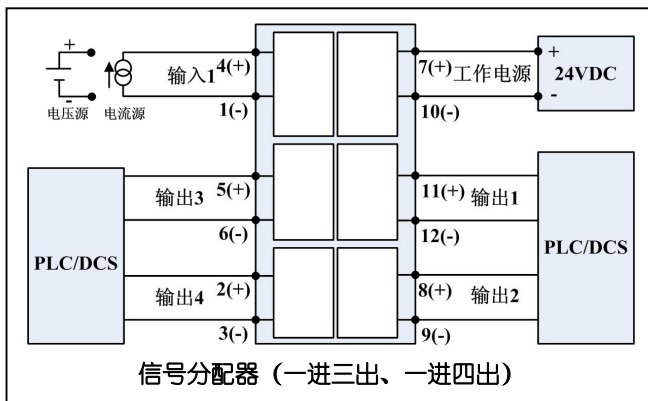 +
-
电压源
电流源
输入1
4(+)
1(-)
7(+)
工作电源
10(-)
+
24VDC
-
PLC/DCS
5(+)
输出3
6(-)
2(+)
输出4
3(-)
11(+)
输出1
12(-)
8(+)
输出2
9(-)
PLC/DCS
信号分配器（一进三出、一进四出）